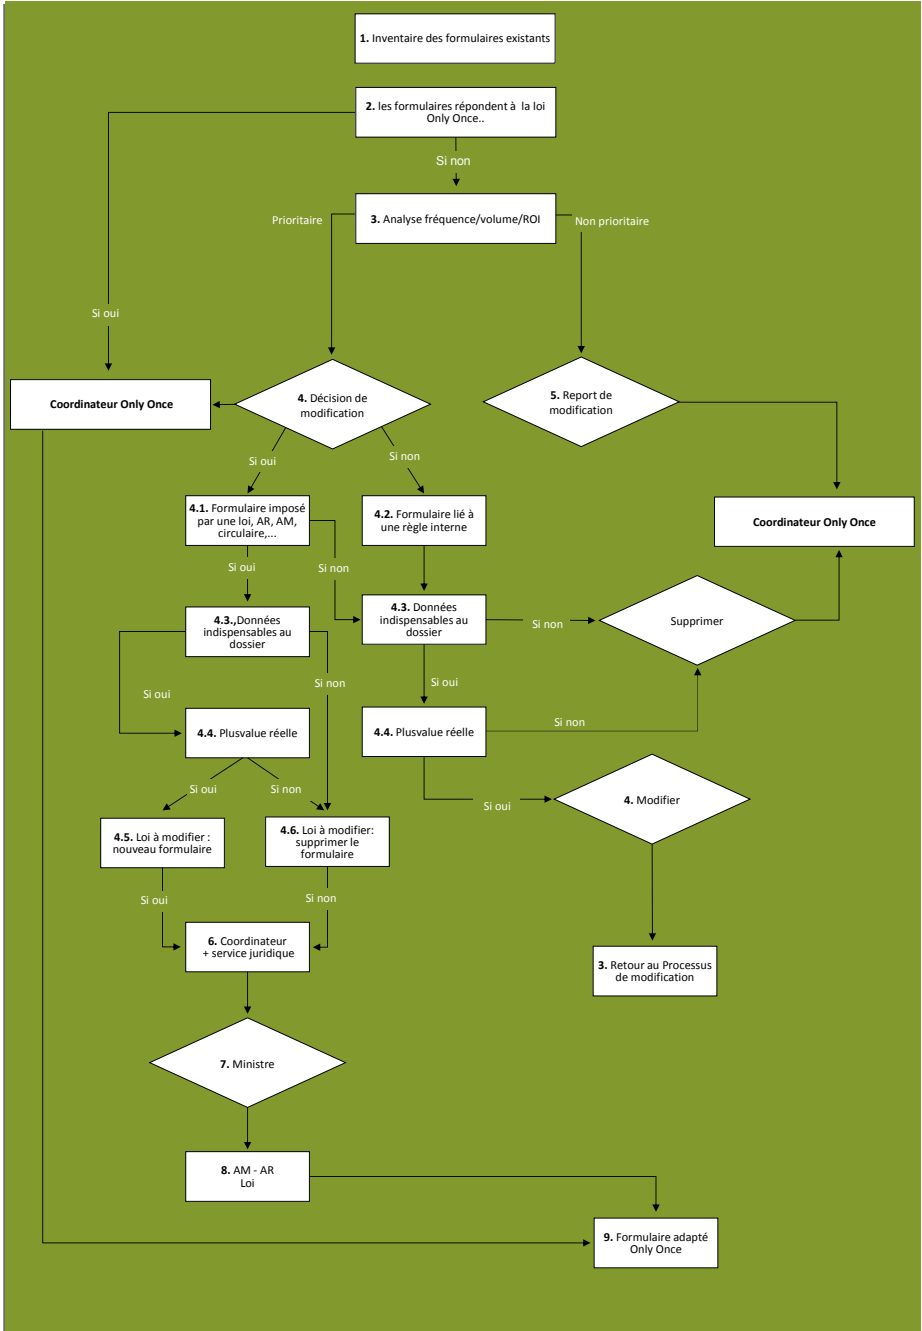 1. Inventaire des formulaires existants
2. les formulaires répondent à la loi
Only Once..
Si non
3. Analyse fréquence/volume/ROI
Prioritaire
Non prioritaire
Si oui
Coordinateur Only Once
4. Décision de
modification
5. Report de
modification
Si oui
Si non
4.1. Formulaire imposé
par une loi, AR, AM,
circulaire,...
4.2. Formulaire lié à
une règle interne
Coordinateur Only Once
Si oui
Si non
4.3.,Données
indispensables au
dossier
4.3. Données
indispensables au
dossier
Si non
Supprimer
Si oui
Si non
Si oui
4.4. Plusvalue réelle
4.4. Plusvalue réelle
Si non
Si oui
Si non
Si oui
4. Modifier
4.5. Loi à modifier :
nouveau formulaire
4.6. Loi à modifier:
supprimer le
formulaire
Si oui
Si non
6. Coordinateur
+ service juridique
3. Retour au Processus
de modification
7. Ministre
8. AM - AR
Loi
9. Formulaire adapté
Only Once